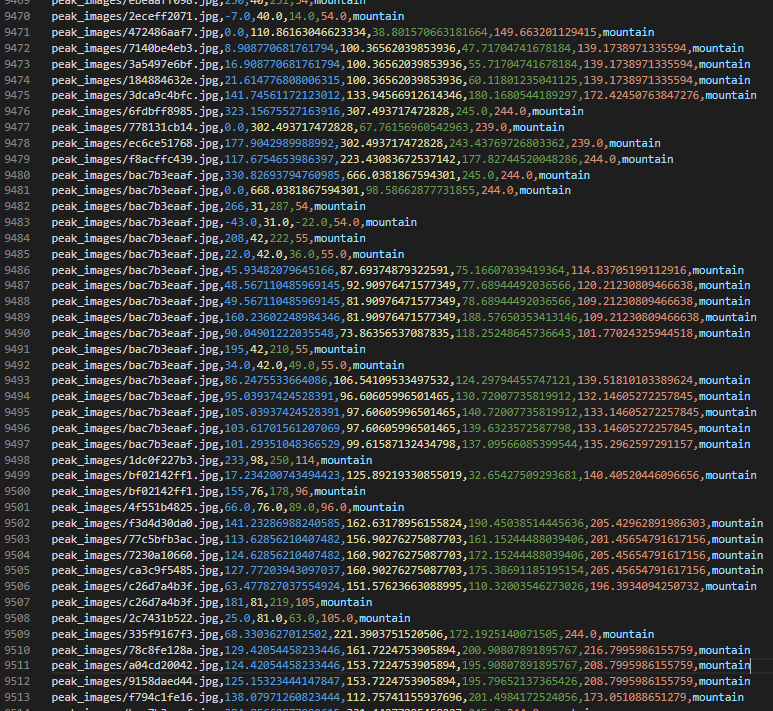 9469 peak_images/ebeaaff098.jpg,250,40,251,54,mountain
9470 peak_images/2eceff2071.jpg,-7.0,40.0,14.0,54.0,mountain
9471 peak_images/472486aaf7.jpg,0.0,110.86163046623334,38.801570663181664,149.663201129415,mountain
9472 peak_images/7140be4eb3.jpg,8.908770681761794,100.36562039853936,47.71704741678184,139.1738971335594,mountain
9473 peak_images/3a5497e6bf.jpg,16.908770681761794,100.36562039853936,55.71704741678184,139.1738971335594,mountain
9474 peak_images/184884632e.jpg,21.614776808006315,100.36562039853936,60.11801235041125,139.1738971335594,mountain
9475 peak_images/3dca9c4bfc.jpg,141.74561172123012,133.94566912614346,180.1680544189297,172.42450763847276,mountain
9476 peak_images/6fdbff8985.jpg,323.15675527163916,307.493717472828,245.0,244.0,mountain
9477 peak_images/778131cb14.jpg,0.0,302.493717472828,67.76156960542963,239.0,mountain
9478 peak_images/ec6ce51768.jpg,177.9042989988992,302.493717472828,243.43769726803362,239.0,mountain
9479 peak_images/f8acffc439.jpg,117.6754653986397,223.43083672537142,177.82744520048286,244.0,mountain
9480 peak_images/bac7b3eaaf.jpg,330.82693794760985,666.0381867594301,245.0,244.0,mountain
9481 peak_images/bac7b3eaaf.jpg,0.0,668.0381867594301,98.58662877731855,244.0,mountain
9482 peak_images/bac7b3eaaf.jpg,266,31,287,54,mountain
9483 peak_images/bac7b3eaaf.jpg,-43.0,31.0,-22.0,54.0,mountain
9484 peak_images/bac7b3eaaf.jpg,208,42,222,55,mountain
9485 peak_images/bac7b3eaaf.jpg,22.0,42.0,36.0,55.0,mountain
9486 peak_images/bac7b3eaaf.jpg,45.93482079645166,87.69374879322591,75.16607039419364,114.83705199112916,mountain
9487 peak_images/bac7b3eaaf.jpg,48.567110485969145,92.90976471577349,77.68944492036566,120.21230809466638,mountain
9488 peak_images/bac7b3eaaf.jpg,49.567110485969145,81.90976471577349,78.68944492036566,109.21230809466638,mountain
9489 peak_images/bac7b3eaaf.jpg,160.23602248984346,81.90976471577349,188.57650353413146,109.21230809466638,mountain
9490 peak_images/bac7b3eaaf.jpg,90.04901222035548,73.86356537087835,118.25248645736643,101.77024325944518,mountain
9491 peak_images/bac7b3eaaf.jpg,195,42,210,55,mountain
9492 peak_images/bac7b3eaaf.jpg,34.0,42.0,49.0,55.0,mountain
9493 peak_images/bac7b3eaaf.jpg,86.2475533664086,106.54109533497532,124.29794455747121,139.51810103389624,mountain
9494 peak_images/bac7b3eaaf.jpg,95.03937424528391,96.60605996501465,130.72007735819912,132.14605272257845,mountain
9495 peak_images/bac7b3eaaf.jpg,105.03937424528391,97.60605996501465,140.72007735819912,133.14605272257845,mountain
9496 peak_images/bac7b3eaaf.jpg,103.61701561207069,97.60605996501465,139.6323572587798,133.14605272257845,mountain
9497 peak_images/bac7b3eaaf.jpg,101.29351048366529,99.61587132434798,137.09566085399544,135.2962597291157,mountain
9498 peak_images/1dc0f227b3.jpg,233,98,250,114,mountain
9499 peak_images/bf02142ff1.jpg,17.234200743494423,125.89219330855019,32.65427509293681,140.40520446096656,mountain
9500 peak_images/bf02142ff1.jpg,155,76,178,96,mountain
9501 peak_images/4f551b4825.jpg,66.0,76.0,89.0,96.0,mountain
9502 peak_images/f3d4d30da0.jpg,141.23286988240585,162.63178956155824,190.45038514445636,205.42962891986303,mountain
9503 peak_images/77c5bfb3ac.jpg,113.62856210407482,156.90276275087703,161.15244488039406,201.45654791617156,mountain
9504 peak_images/7230a10660.jpg,124.62856210407482,160.90276275087703,172.15244488039406,205.45654791617156,mountain
9505 peak_images/ca3c9f5485.jpg,127.77203943097037,160.90276275087703,175.38691185195154,205.45654791617156,mountain
9506 peak_images/c26d7a4b3f.jpg,63.477827037554924,151.57623663088995,110.32003546273026,196.3934094250732,mountain
9507 peak_images/c26d7a4b3f.jpg,181,81,219,105,mountain
9508 peak_images/2c7431b522.jpg,25.0,81.0,63.0,105.0,mountain
9509 peak_images/335f9167f3.jpg,68.3303627012502,221.3903751520506,172.1925140071505,244.0,mountain
9510 peak_images/78c8fe128a.jpg,129.42054458233446,161.7224753905894,200.90807891895767,216.7995986155759,mountain
9511 peak_images/a04cd20042.jpg,124.42054458233446,153.7224753905894,195.90807891895767,208.7995986155759,mountain
9512 peak_images/9158daed44.jpg,125.15323444147847,153.7224753905894,195.79652137365426,208.7995986155759,mountain
9513 peak_images/f794c1fe16.jpg,138.07971260823444,112.75741155937696,201.4984172524056,173.051088651279,mountain